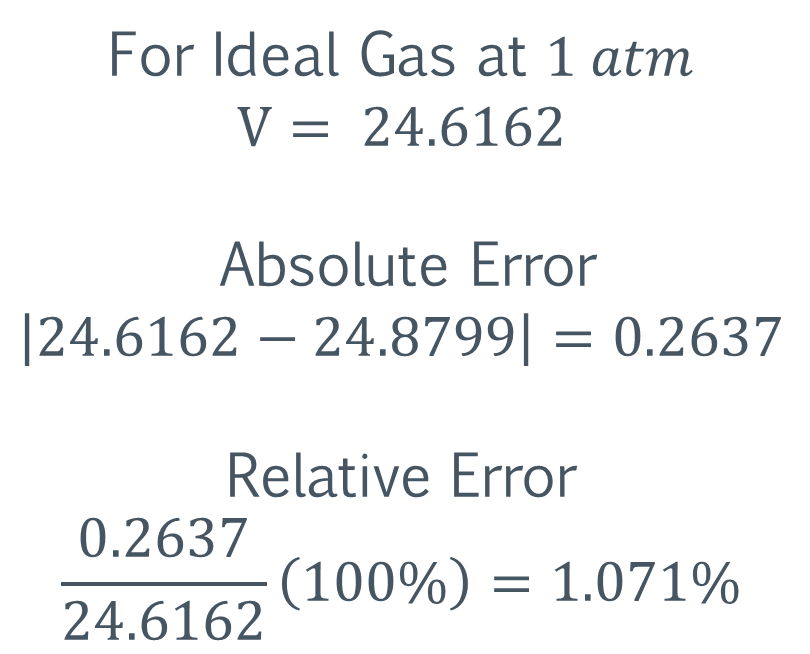 For Ideal Gas at 1 atm
V = 24.6162
Absolute Error
|24.6162 − 24.8799| = 0.2637
Relative Error
0.2637
24.6162
(100%) = 1.071%